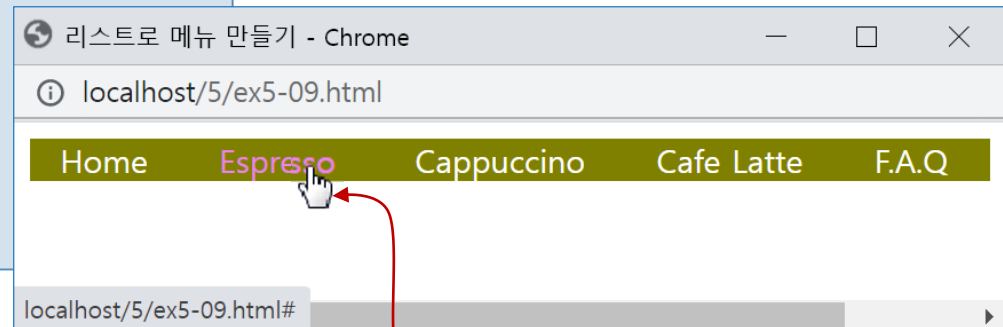 리스트로 메뉴 만들기 - Chrome
localhost/5/ex5-09.html
Home Espresso Cappuccino Cafe Latte F.A.Q
localhost/5/ex5-09.html#